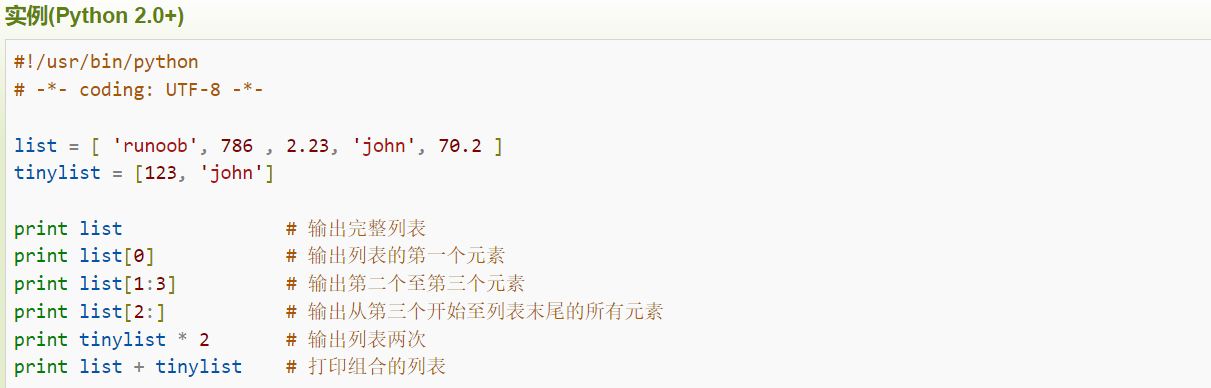 实例(Python 2.0+)
#!/usr/bin/python
# -*- coding: UTF-8 -*-
list = [ 'runoob', 786 , 2.23, 'john', 70.2 ]
tinylist = [123, 'john']
print list # 输出完整列表
print list[0] # 输出列表的第一个元素
print list[1:3] # 输出第二个至第三个元素
print list[2:] # 输出从第三个开始至列表末尾的所有元素
print tinylist * 2 # 输出列表两次
print list + tinylist # 打印组合的列表